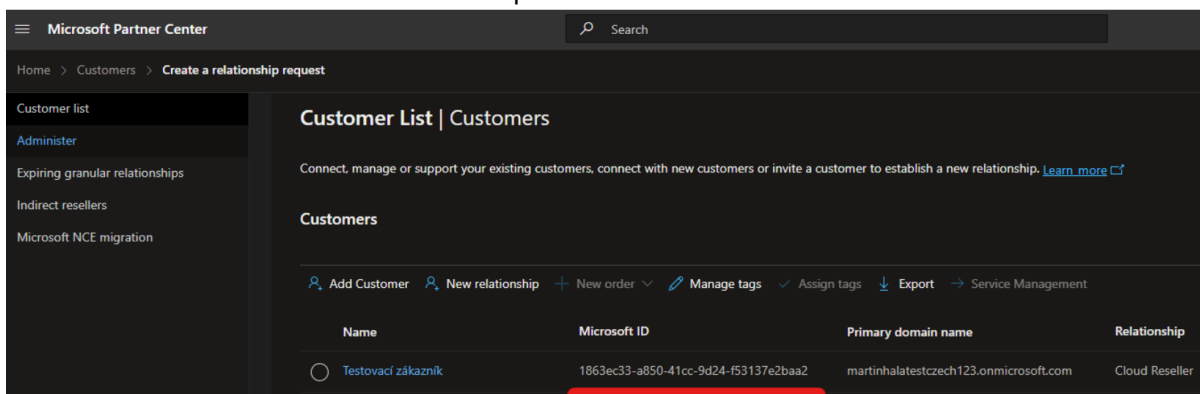 Microsoft Partner Center
Search
Home > Customers > Create a relationship request
Customer list
Administer
Expiring granular relationships
Indirect resellers
Microsoft NCE migration
Customer List | Customers
Connect, manage or support your existing customers, connect with new customers or invite a customer to establish a new relationship. Learn more
Customers
Add Customer New relationship New order Manage tags Assign tags Export Service Management
Name Microsoft ID Primary domain name Relationship
Testovací zákazník 1863ec33-a850-41cc-9d24-f53137e2baa2 martinhalatestczech123.onmicrosoft.com Cloud Reseller